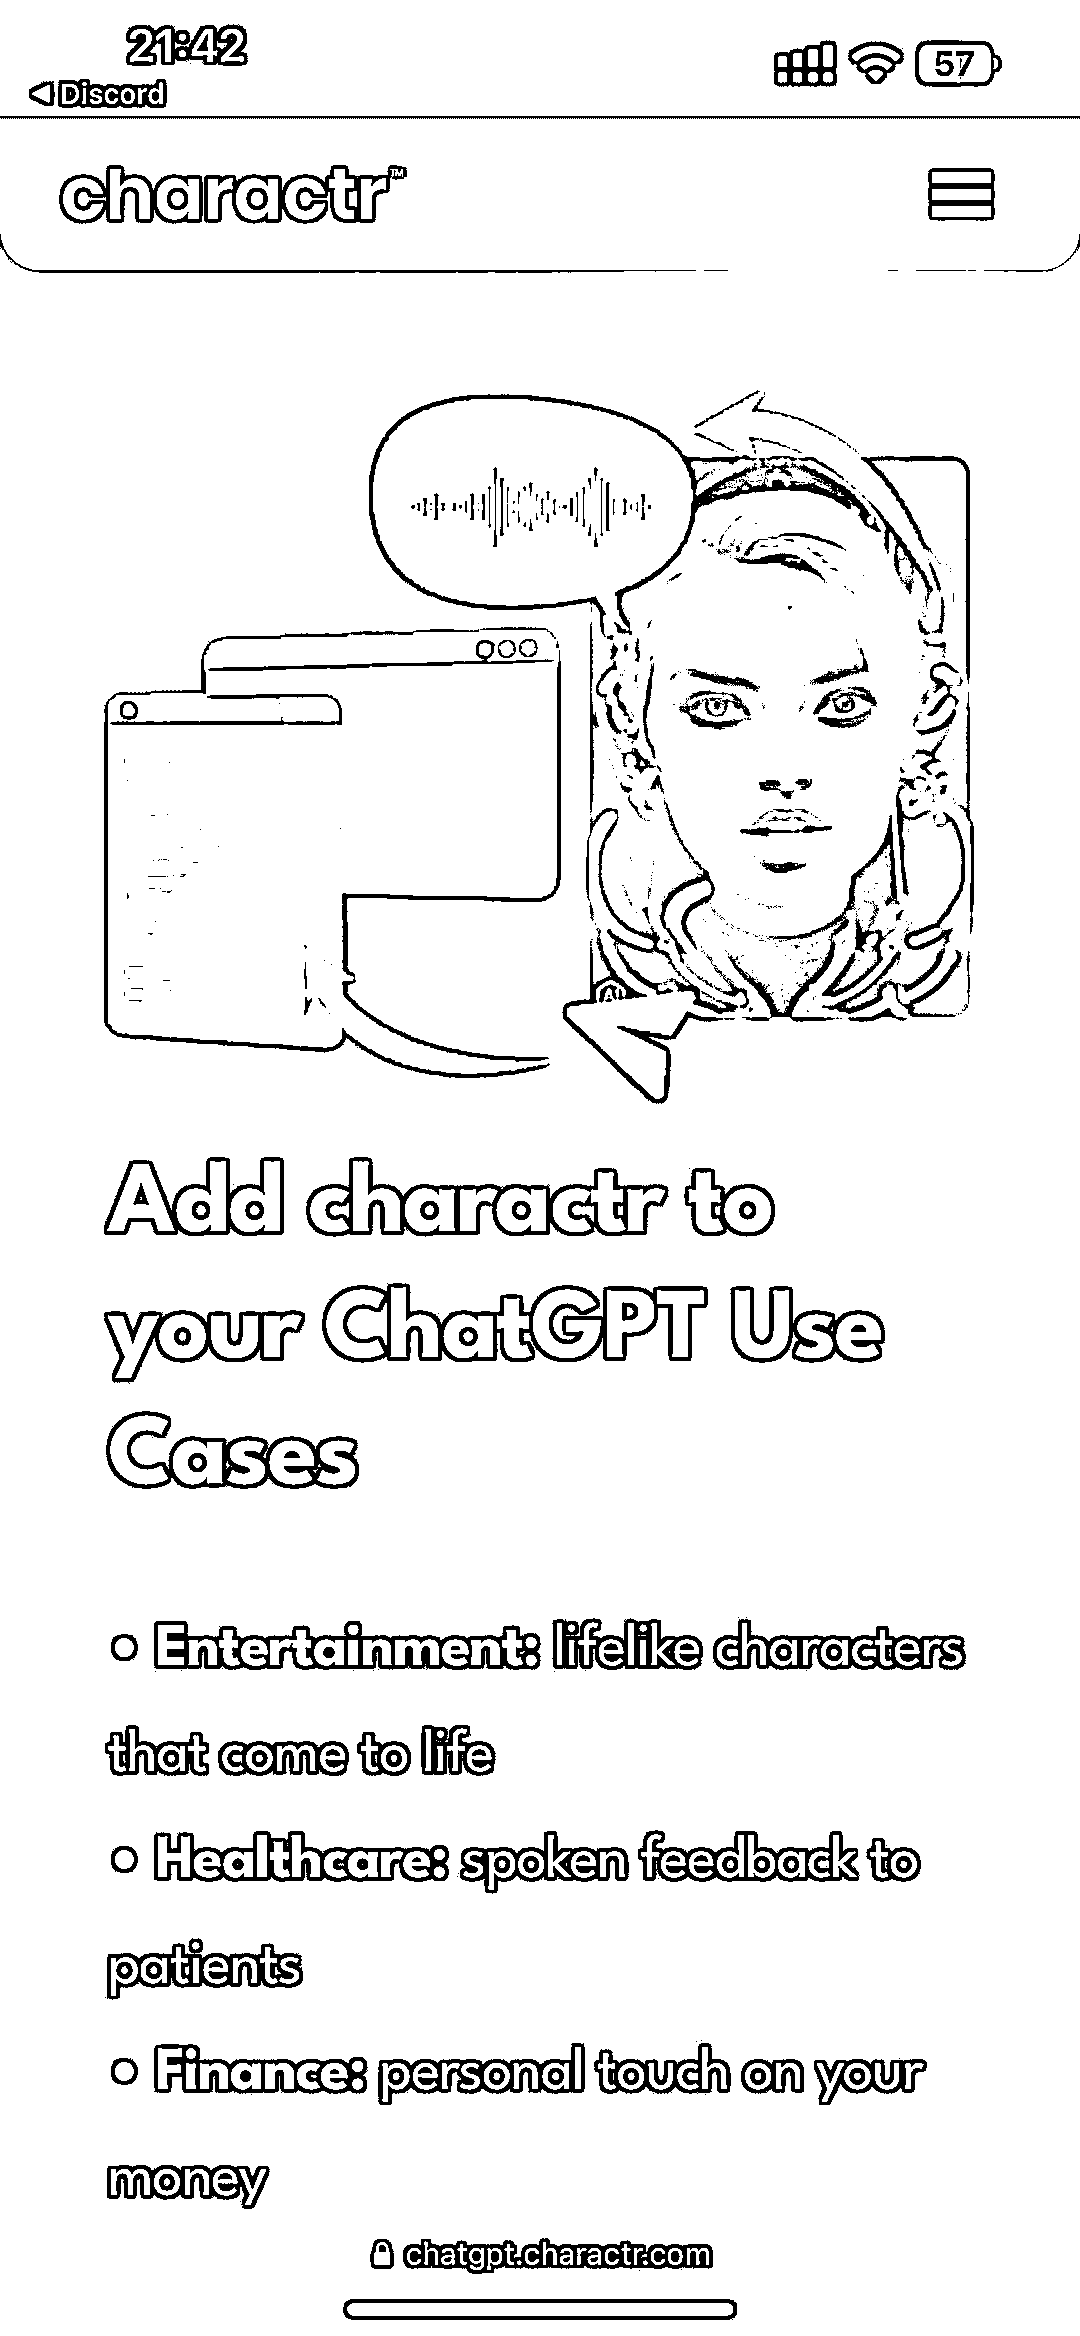 21:42
57
Discord
charactr™
AI
Add charactr to
your ChatGPT Use
Cases
• Entertainment: lifelike characters
that come to life
• Healthcare: spoken feedback to
patients
• Finance: personal touch on your
money
chatgpt.charactr.com